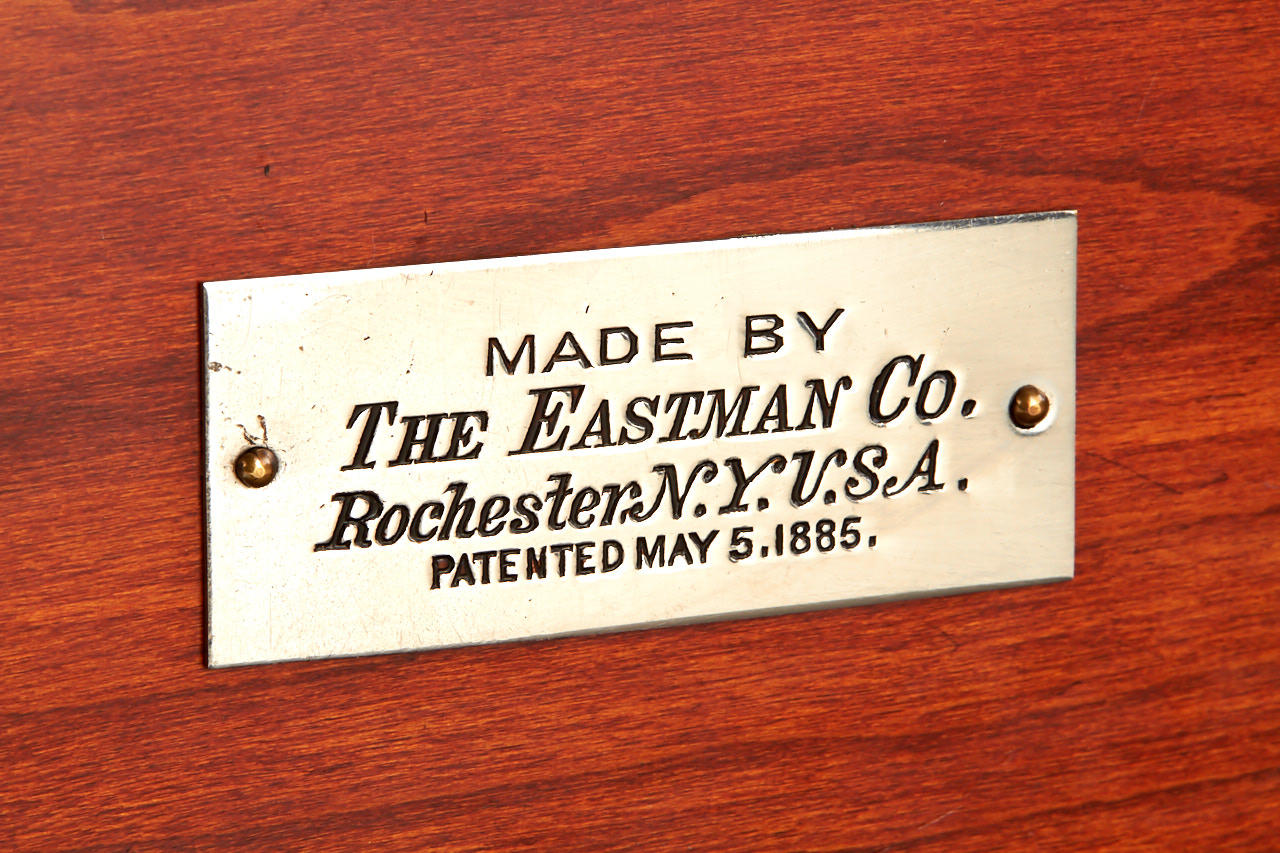 MADE BY
THE EASTMAN CO.
Rochester, N.Y. U.S.A.
PATENTED MAY 5.1885.